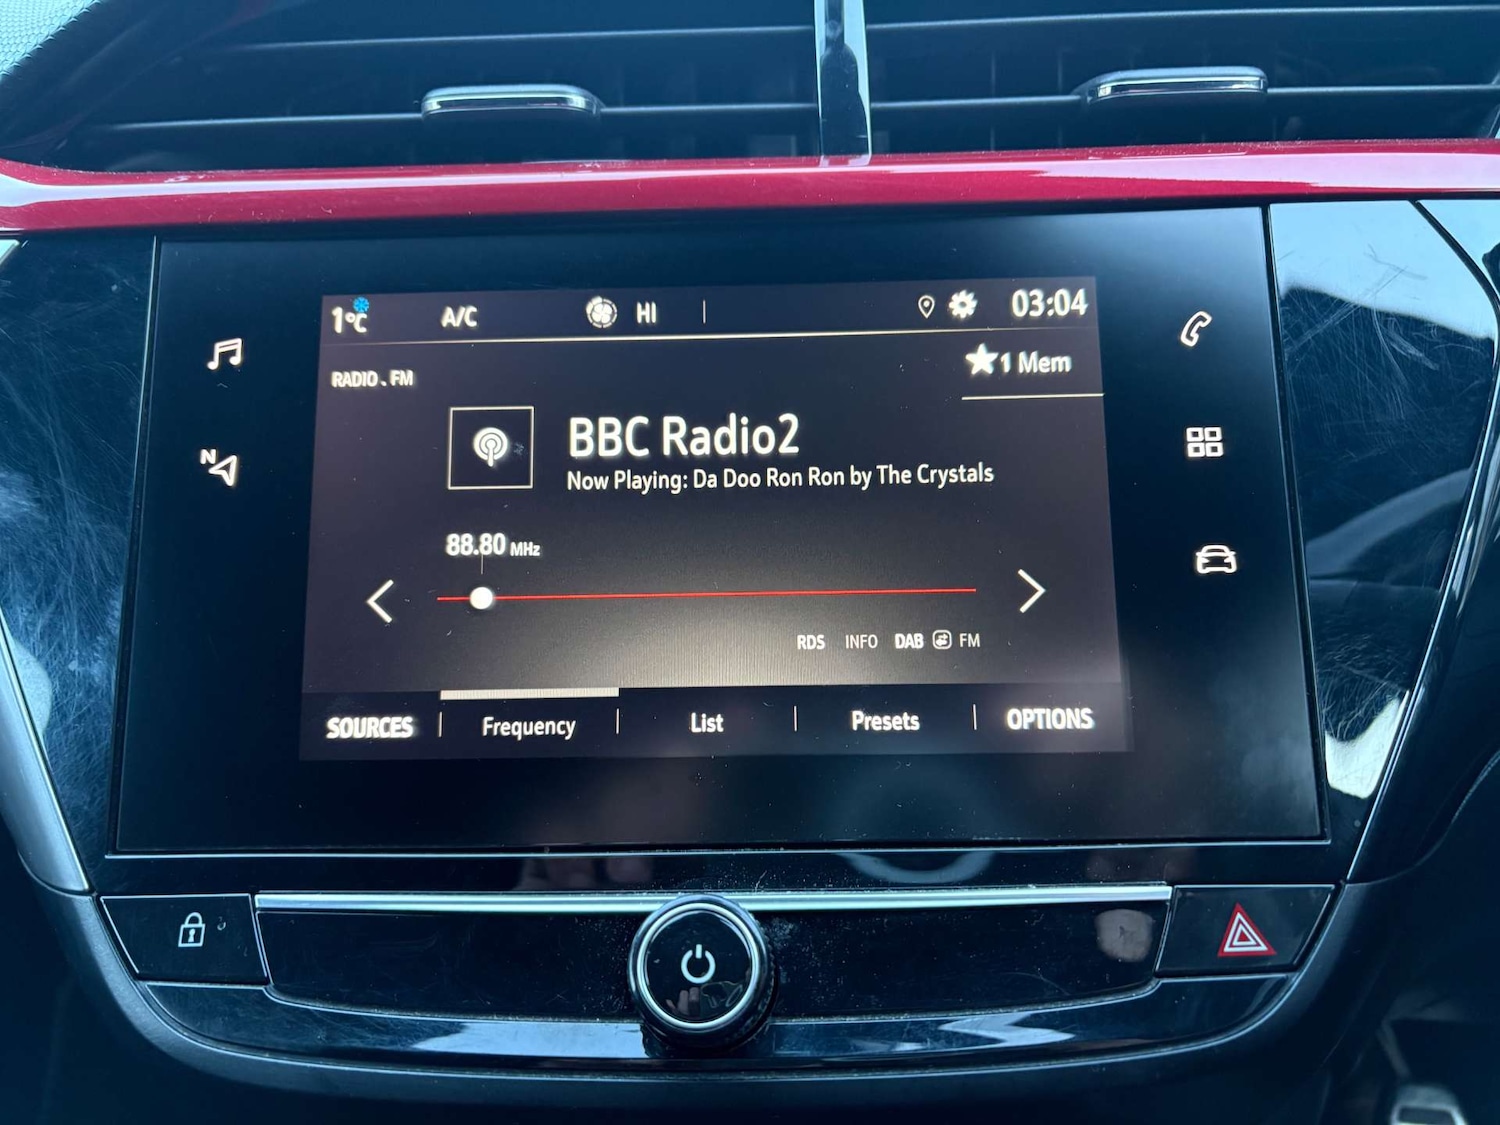 1°C A/C HI 03:04
RADIO . FM
1 Mem
BBC Radio2
Now Playing: Da Doo Ron Ron by The Crystals
N
88.80 MHz
RDS INFO DAB FM
SOURCES Frequency List Presets OPTIONS